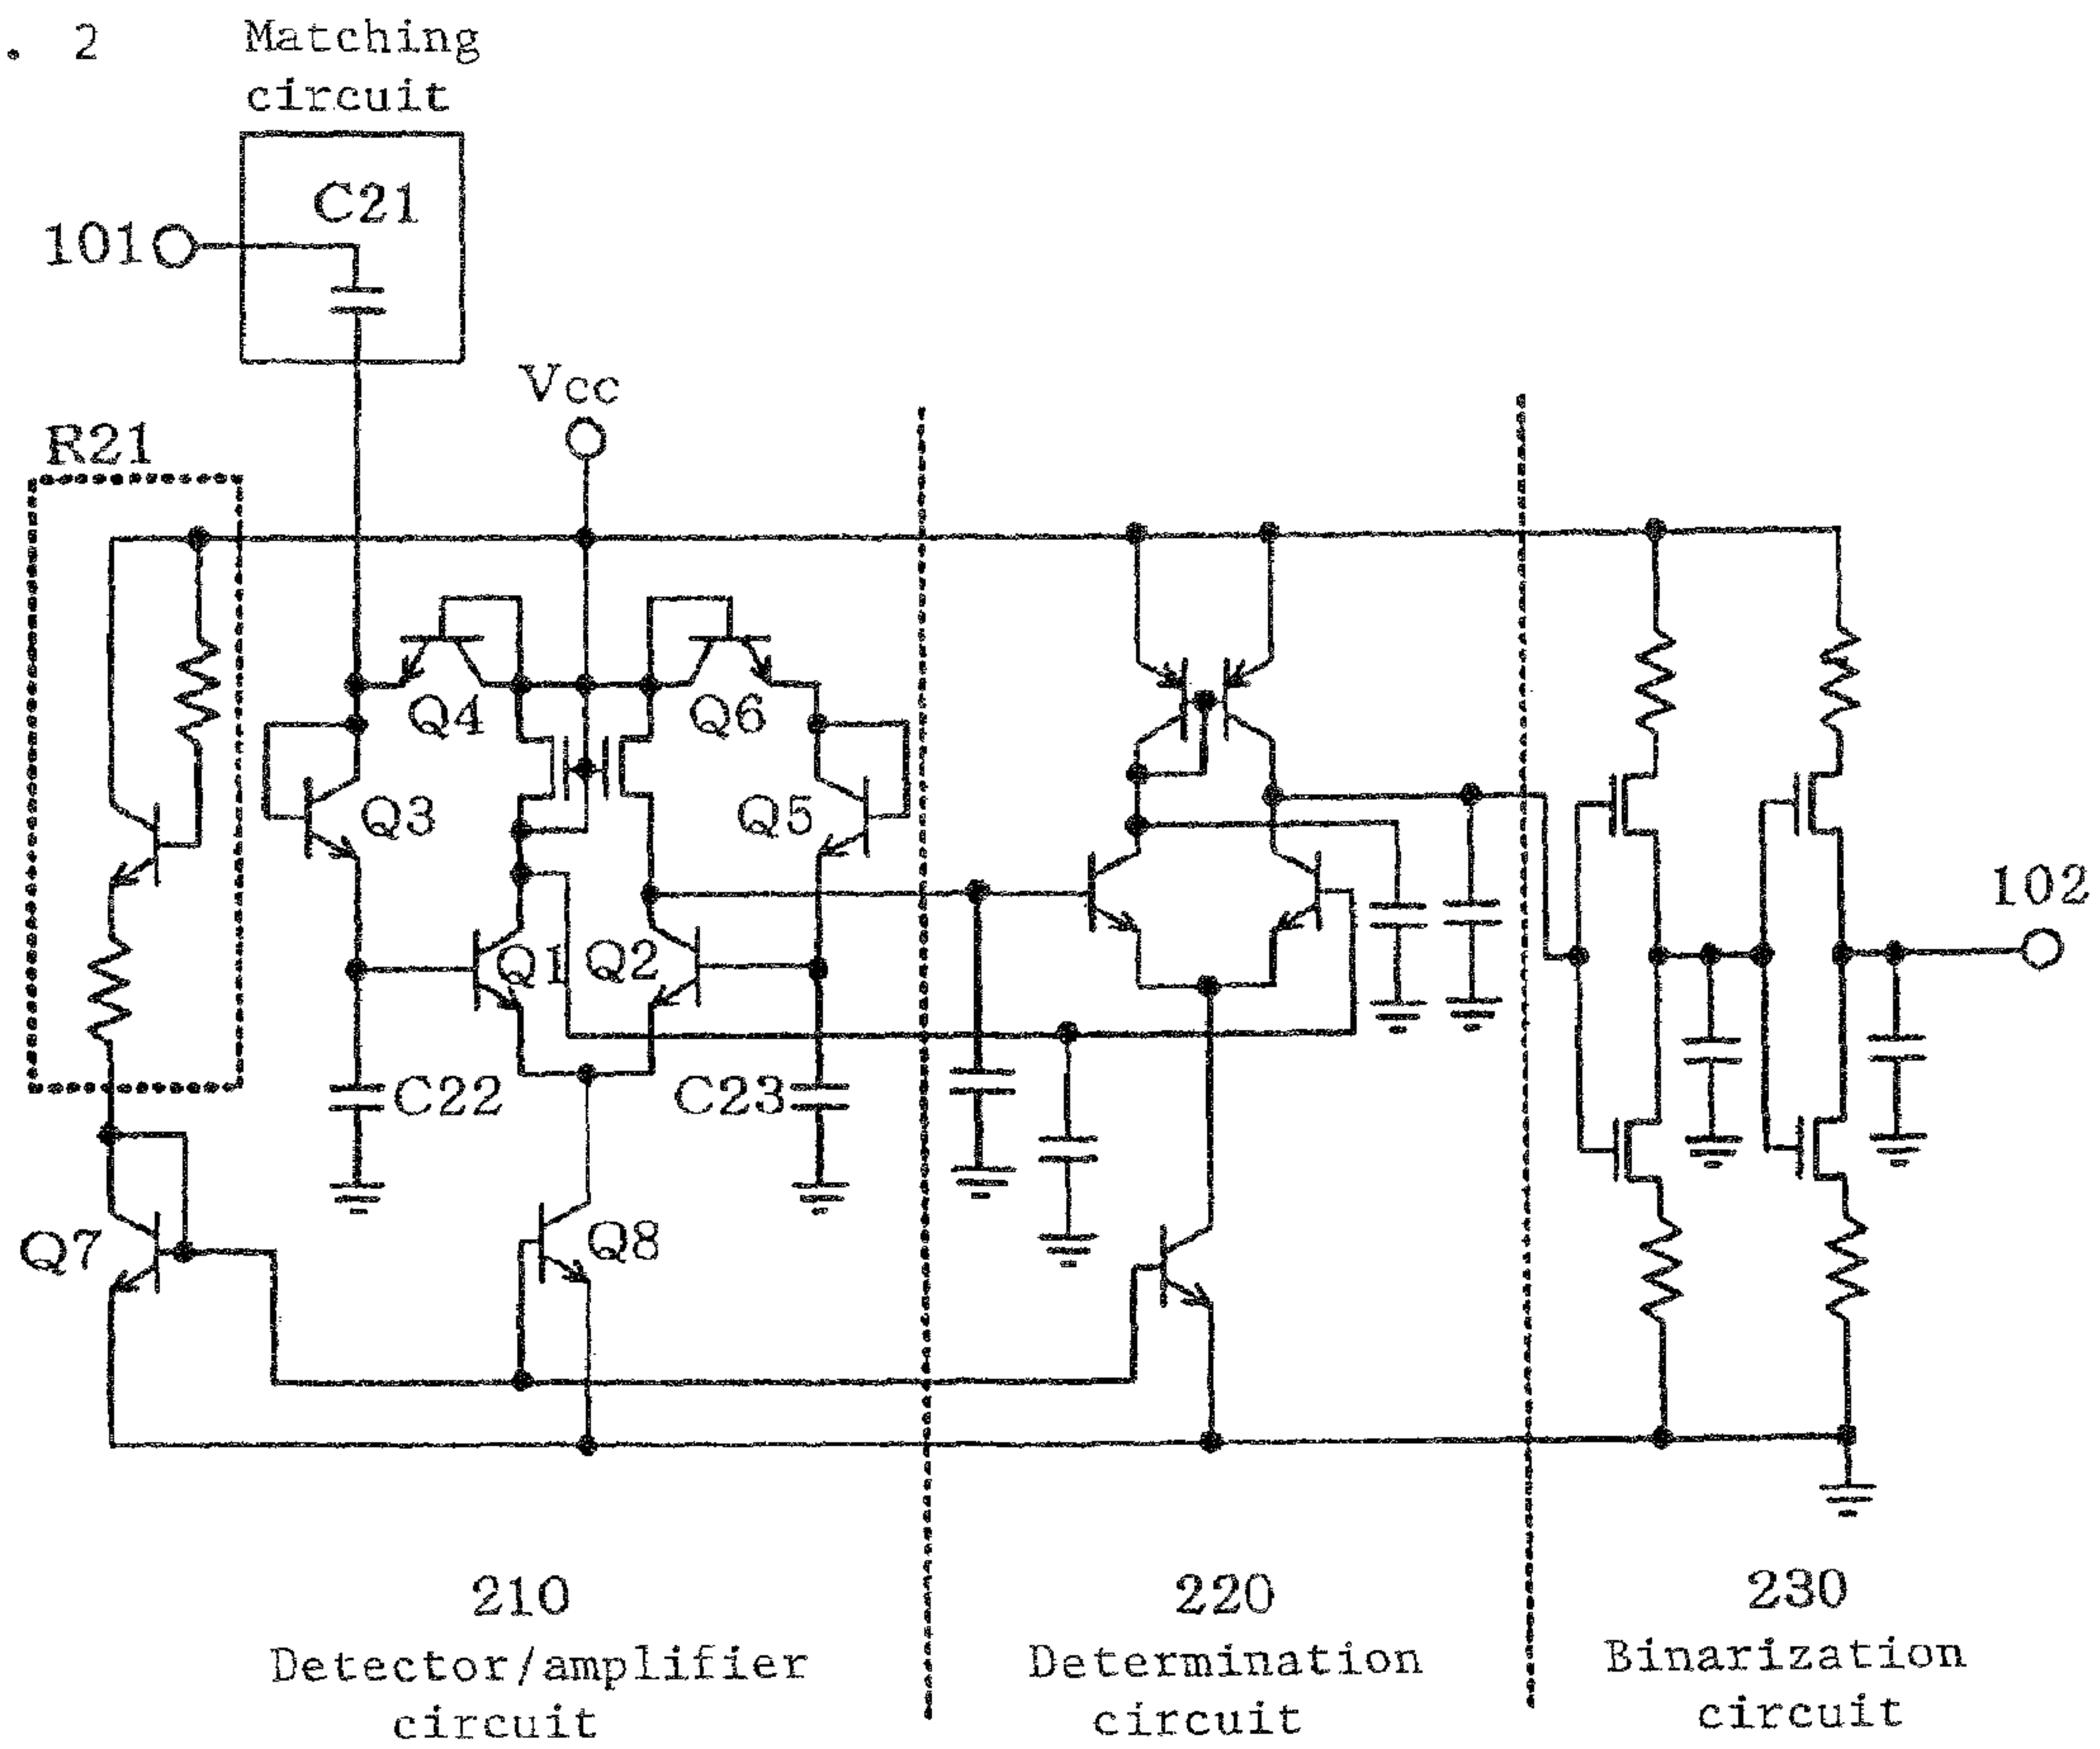 . 2
Matching
circuit
C21
101
Vcc
R21
Q4
Q6
Q3
Q5
102
Q1
Q2
C22
C23
Q7
Q8
210
Detector/amplifier
circuit
220
Determination
circuit
230
Binarization
circuit